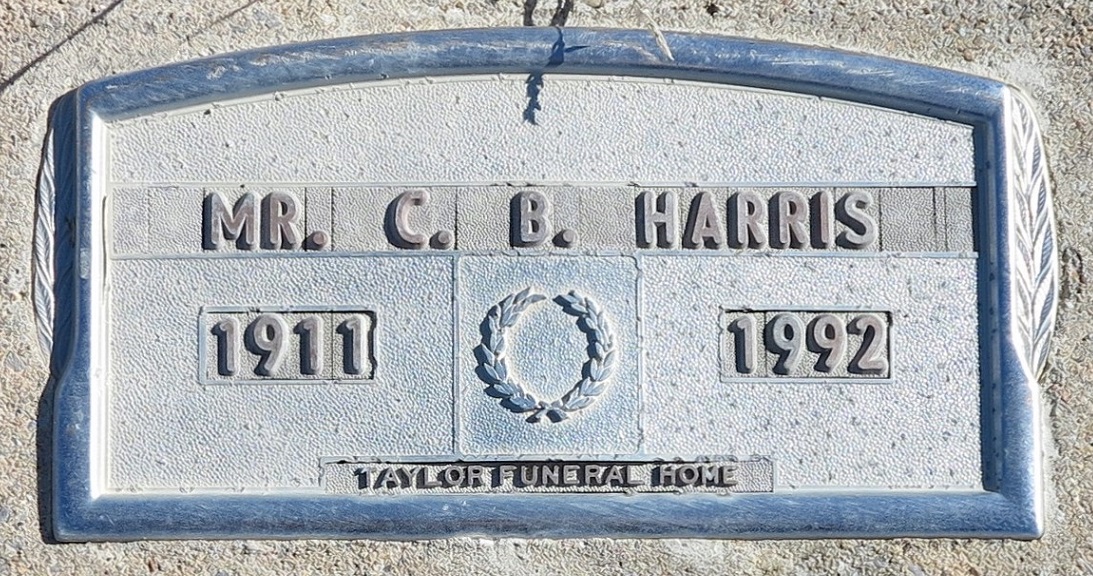 MR. C. B. HARRIS
1911 1992
TAYLOR FUNERAL HOME